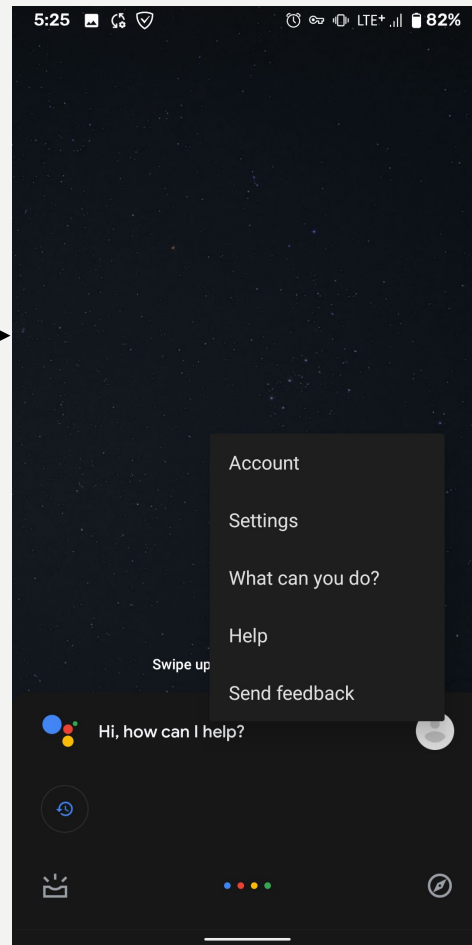 5:25 LTE+ 82%
Account
Settings
What can you do?
Help
Swipe up
Send feedback
Hi, how can I help?